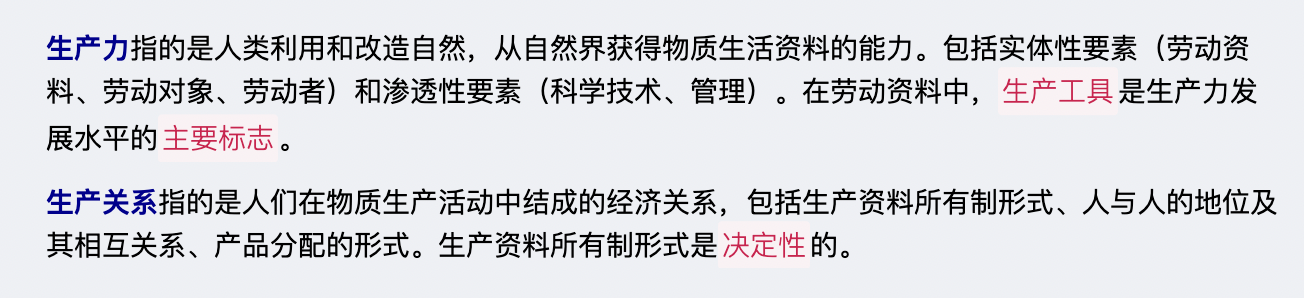 生产力指的是人类利用和改造自然，从自然界获得物质生活资料的能力。包括实体性要素（劳动资
料、劳动对象、劳动者）和渗透性要素（科学技术、管理）。在劳动资料中，生产工具是生产力发
展水平的主要标志。
生产关系指的是人们在物质生产活动中结成的经济关系，包括生产资料所有制形式、人与人的地位及
其相互关系、产品分配的形式。生产资料所有制形式是决定性的。